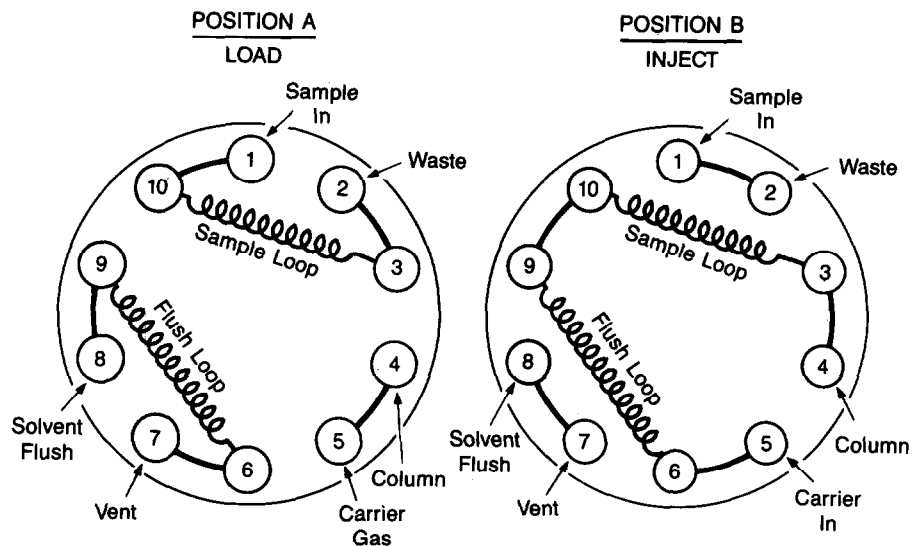 POSITION A
LOAD
Sample
In
Waste
1
2
10
3
Sample Loop
9
Flush Loop
8
4
Solvent
Flush
7
5
6
Vent
Column
Carrier
Gas
POSITION B
INJECT
Sample
In
Waste
1
2
10
3
Sample Loop
9
Flush Loop
8
4
Solvent
Flush
7
5
6
Vent
Column
Carrier
In